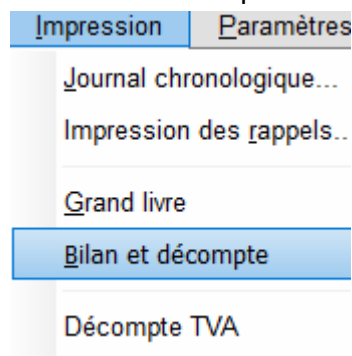 Impression Paramètres
Journal chronologique...
Impression des rappels..
Grand livre
Bilan et décompte
Décompte TVA